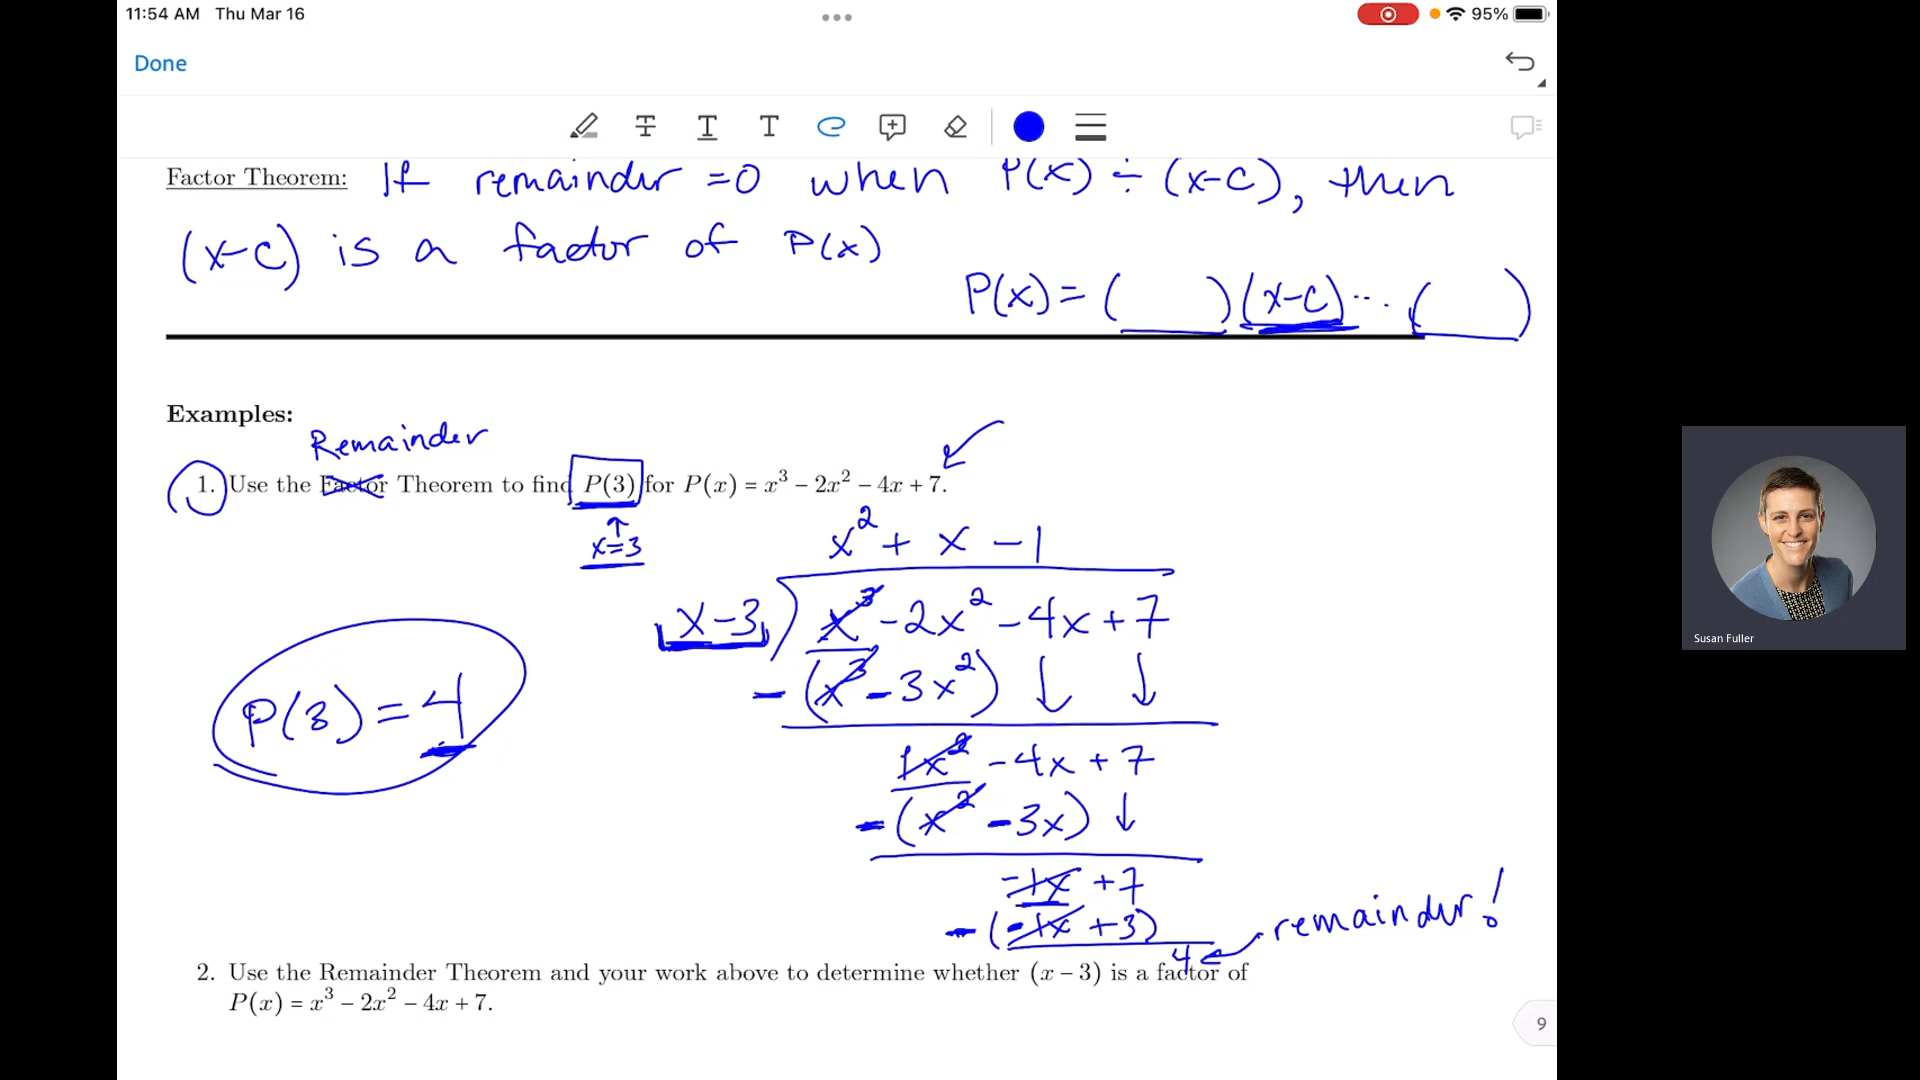 11:54 AM Thu Mar 16
95%
Done
Factor Theorem: If remainder =0 when P(x) ÷ (x-c), then
(x-c) is a factor of P(x)
P(x) = ( ) (x-c) ... ( )
Examples:
Remainder
1. Use the Factor Theorem to find P(3) for P(x) = x³ − 2x² − 4x + 7.
↑
x=3
x² + x − 1
x−3 ) x³ − 2x² − 4x + 7
− (x³ − 3x²) ↓ ↓
1x² − 4x + 7
P(3) = 4
− (x² − 3x) ↓
−1x + 7
− (−1x + 3)
4 ← remainder!
2. Use the Remainder Theorem and your work above to determine whether (x − 3) is a factor of
P(x) = x³ − 2x² − 4x + 7.
9
Susan Fuller